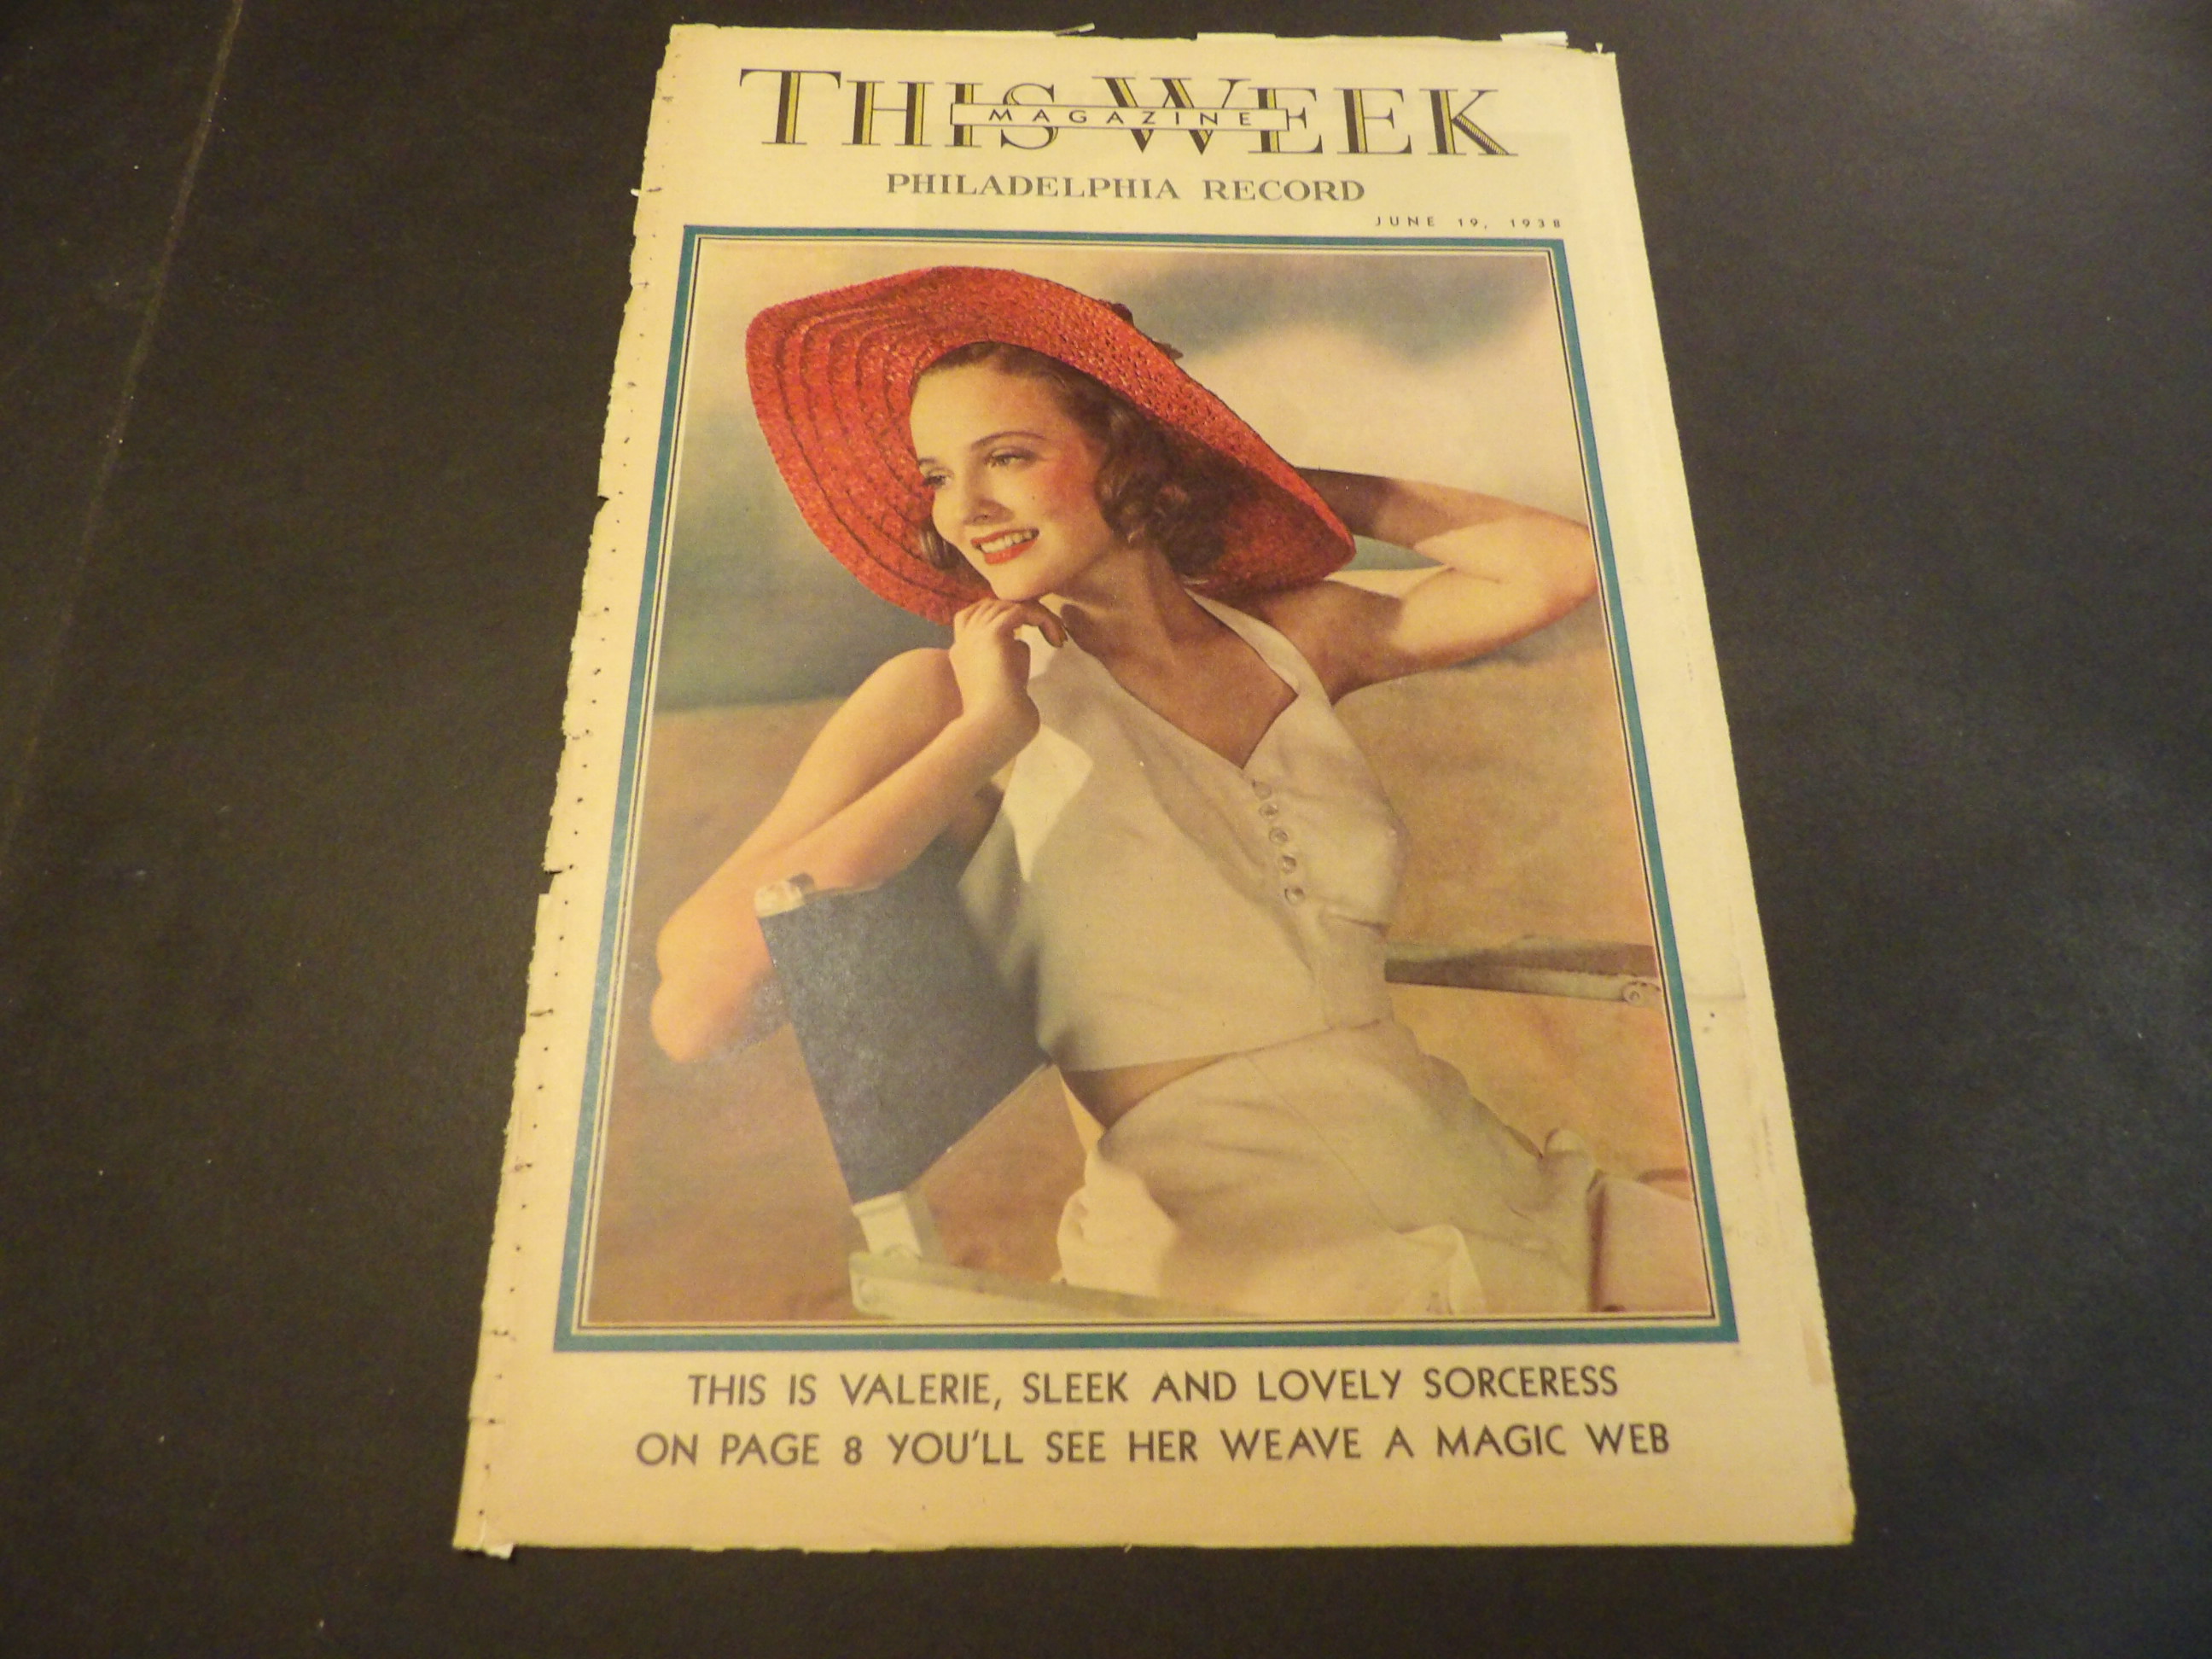 THIS WEEK
MAGAZINE
PHILADELPHIA RECORD
JUNE 19, 1938
THIS IS VALERIE, SLEEK AND LOVELY SORCERESS
ON PAGE 8 YOU'LL SEE HER WEAVE A MAGIC WEB